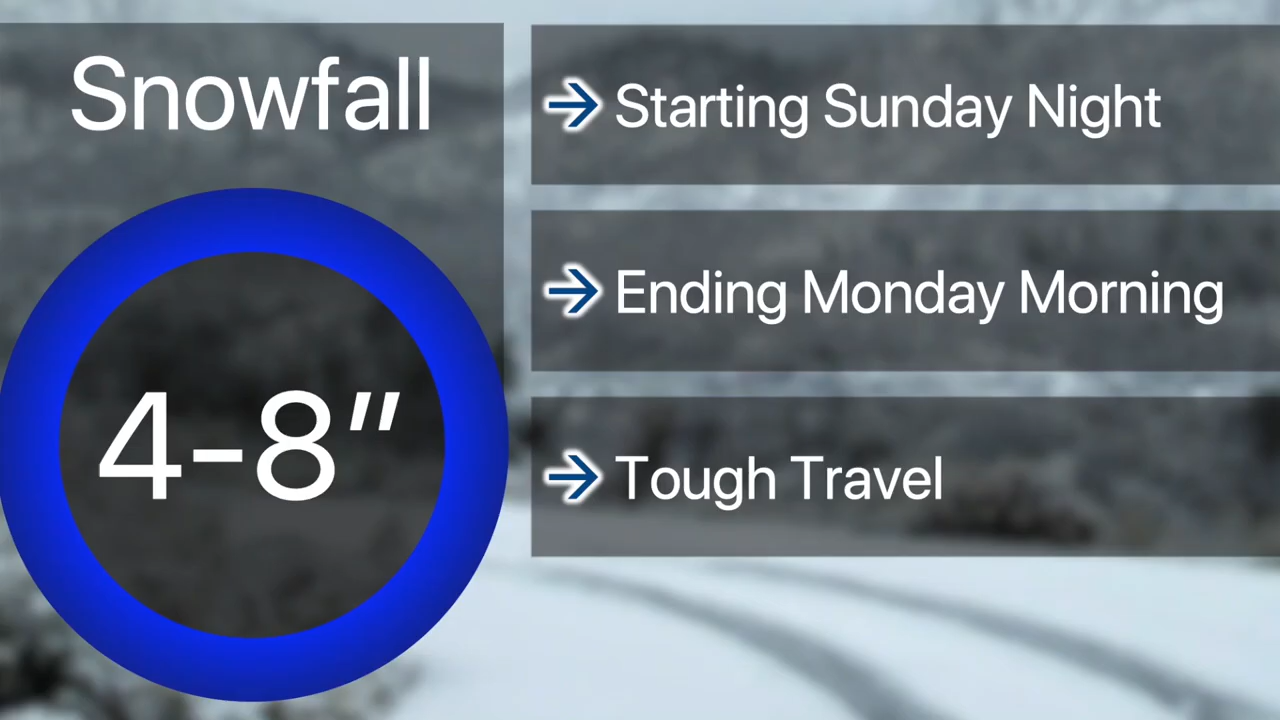 Snowfall
4-8"
Starting Sunday Night
Ending Monday Morning
Tough Travel